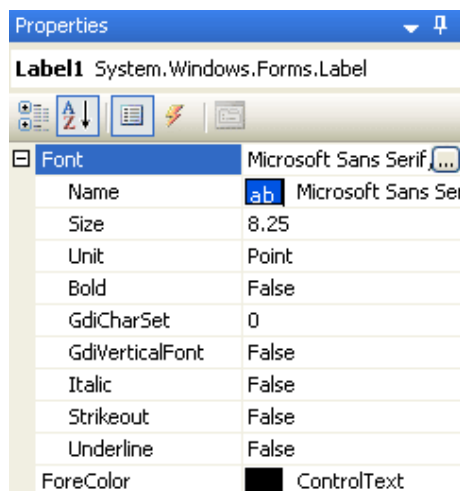 Properties
Label1 System.Windows.Forms.Label
Font Microsoft Sans Serif, ...
Name ab Microsoft Sans Ser
Size 8.25
Unit Point
Bold False
GdiCharSet 0
GdiVerticalFont False
Italic False
Strikeout False
Underline False
ForeColor ControlText